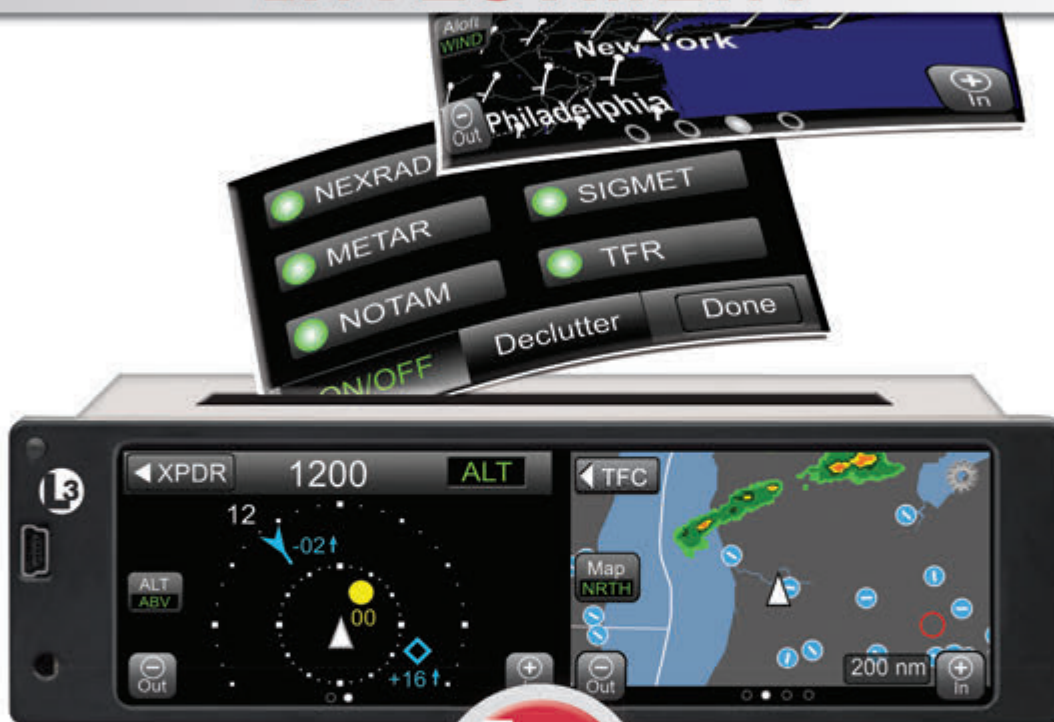 Aloft
WIND
New York
Philadelphia
Out
In
NEXRAD
SIGMET
METAR
TFR
NOTAM
ON/OFF
Declutter
Done
L3
XPDR
1200
ALT
TFC
12
-02
ALT
ABV
00
+16
Map
NRTH
Out
Out
200 nm
In